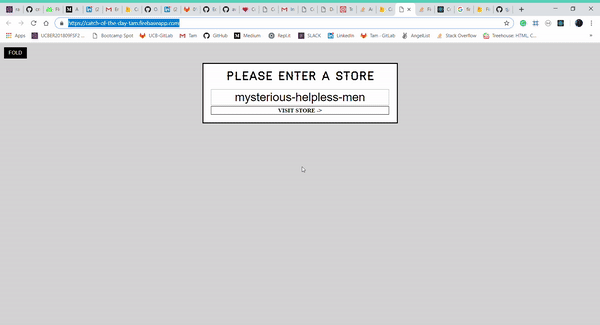 https://catch-of-the-day-tam.firebaseapp.com
UCBER201809FSF2
Bootcamp Spot
UCB-GitLab
Tam
GitHub
Medium
Repl.it
SLACK
LinkedIn
Tam - GitLab
AngelList
Stack Overflow
Treehouse: HTML, C...
FOLD
PLEASE ENTER A STORE
mysterious-helpless-men
VISIT STORE ->